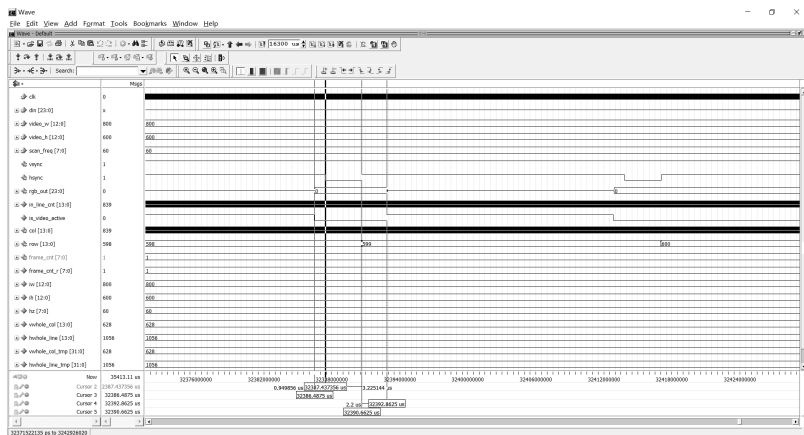 Wave
File Edit View Add Format Tools Bookmarks Window Help
Wave - Default
16300 us
Search:
Msgs
clk 0
din [23:0] x
video_w [12:0] 800 800
video_h [12:0] 600 600
scan_freq [7:0] 60 60
vsync 1
hsync 1
rgb_out [23:0] 0 0 0
in_line_cnt [13:0] 839
is_video_active 0
col [13:0] 839
row [13:0] 598 598 599 600
frame_cnt [7:0] 1 1
frame_cnt_r [7:0] 1 1
iw [12:0] 800 800
ih [12:0] 600 600
hz [7:0] 60 60
vwhole_col [13:0] 628 628
hwhole_line [13:0] 1056 1056
vwhole_col_tmp [31:0] 628 628
hwhole_line_tmp [31:0] 1056 1056
Now 35413.11 us 32376000000 32382000000 32388000000 32394000000 32400000000 32406000000 32412000000 32418000000 32424000000
Cursor 2 2387.437356 us 0.949856 us 32387.437356 us 3.225144 us
Cursor 3 32386.4875 us 32386.4875 us
Cursor 4 32392.8625 us 2.2 us 32392.8625 us
Cursor 5 32390.6625 us 32390.6625 us
32371522135 ps to 3242926020